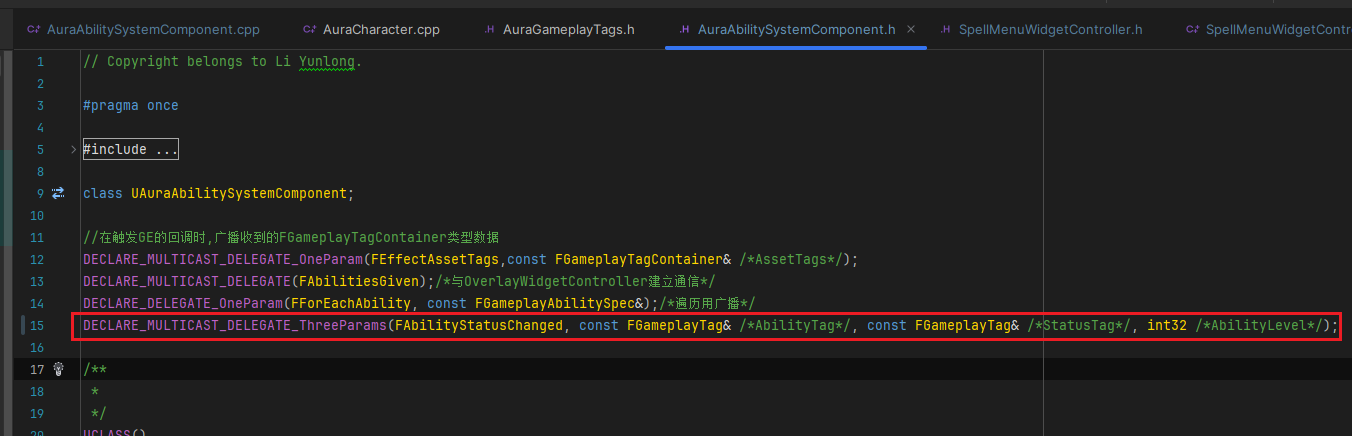 AuraAbilitySystemComponent.cpp AuraCharacter.cpp AuraGameplayTags.h AuraAbilitySystemComponent.h SpellMenuWidgetController.h SpellMenuWidgetContr
1 // Copyright belongs to Li Yunlong.
2
3 #pragma once
4
5 #include ...
8
9 class UAuraAbilitySystemComponent;
10
11 //在触发GE的回调时,广播收到的FGameplayTagContainer类型数据
12 DECLARE_MULTICAST_DELEGATE_OneParam(FEffectAssetTags,const FGameplayTagContainer& /*AssetTags*/);
13 DECLARE_MULTICAST_DELEGATE(FAbilitiesGiven);/*与OverlayWidgetController建立通信*/
14 DECLARE_DELEGATE_OneParam(FForEachAbility, const FGameplayAbilitySpec&);/*遍历用广播*/
15 DECLARE_MULTICAST_DELEGATE_ThreeParams(FAbilityStatusChanged, const FGameplayTag& /*AbilityTag*/, const FGameplayTag& /*StatusTag*/, int32 /*AbilityLevel*/);
16
17 /**
18 *
19 */
20 UCLASS()